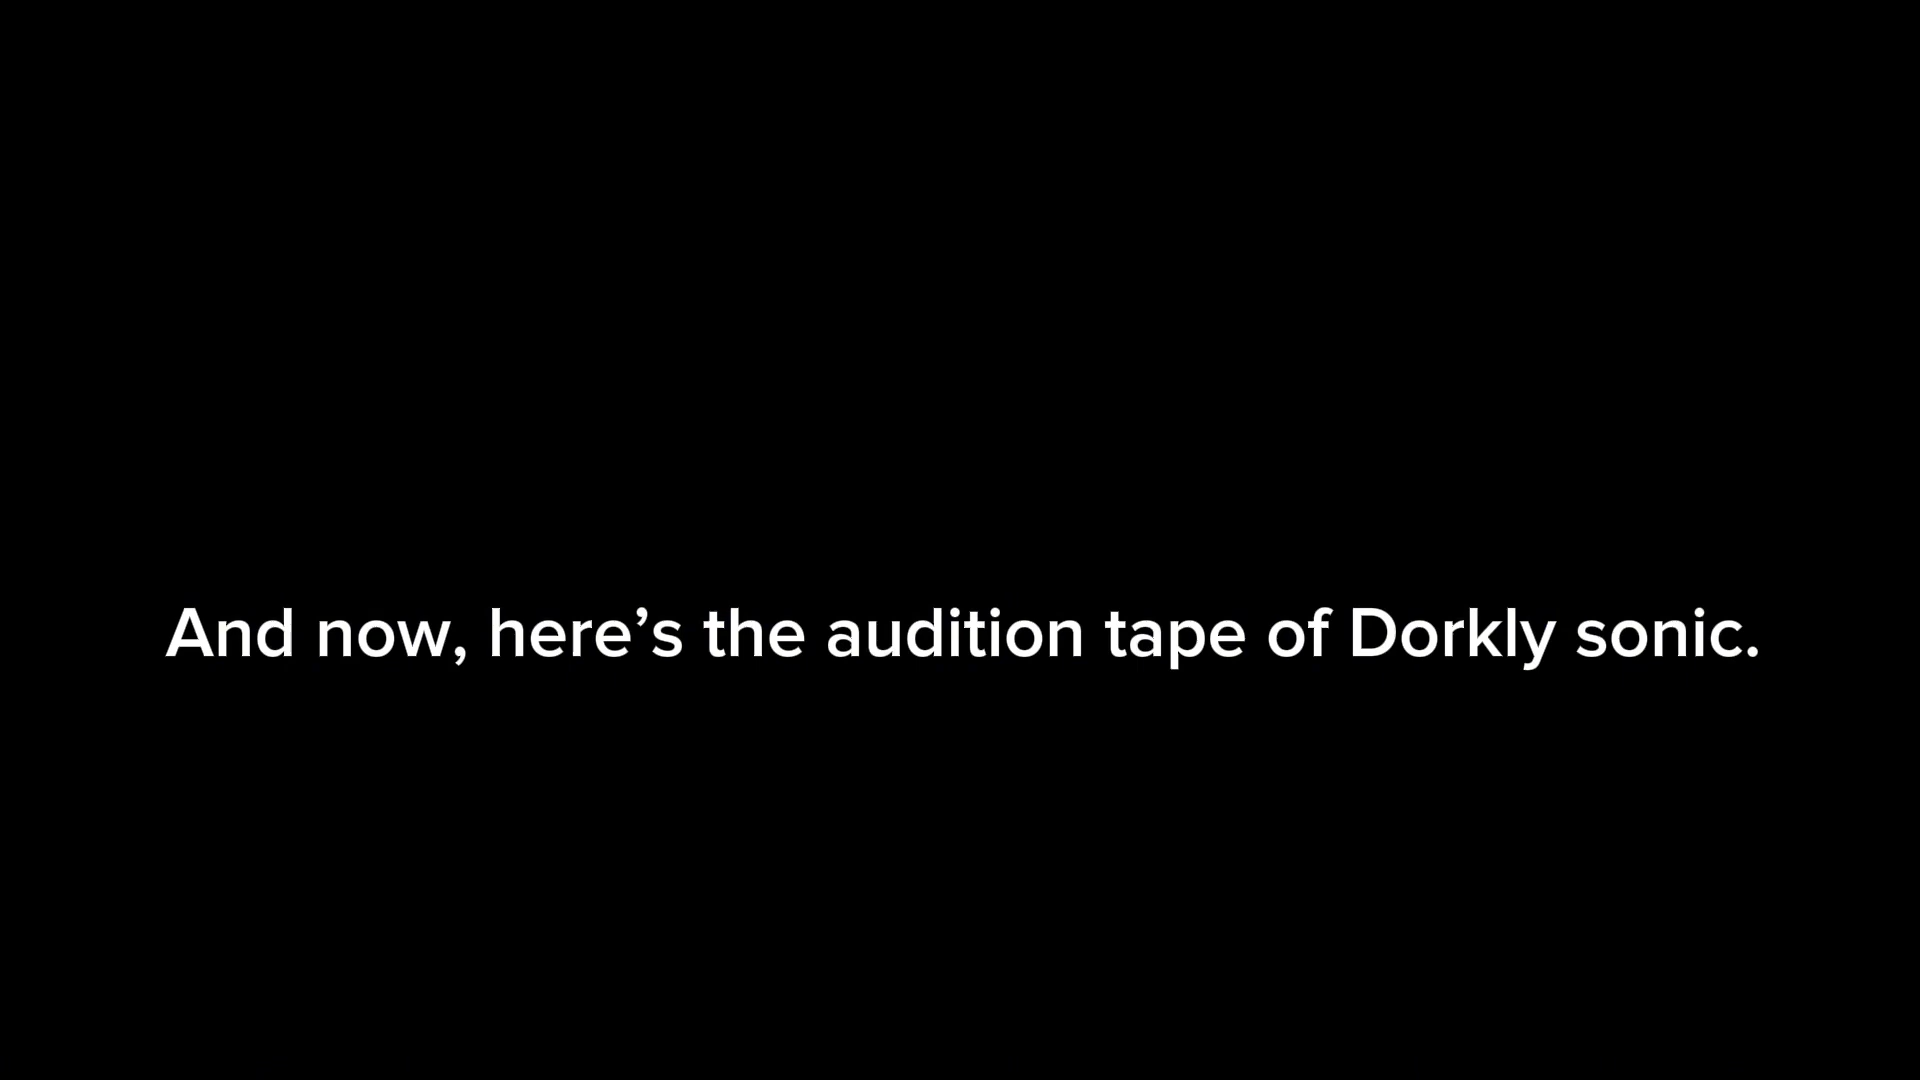 And now, here’s the audition tape of Dorkly sonic.